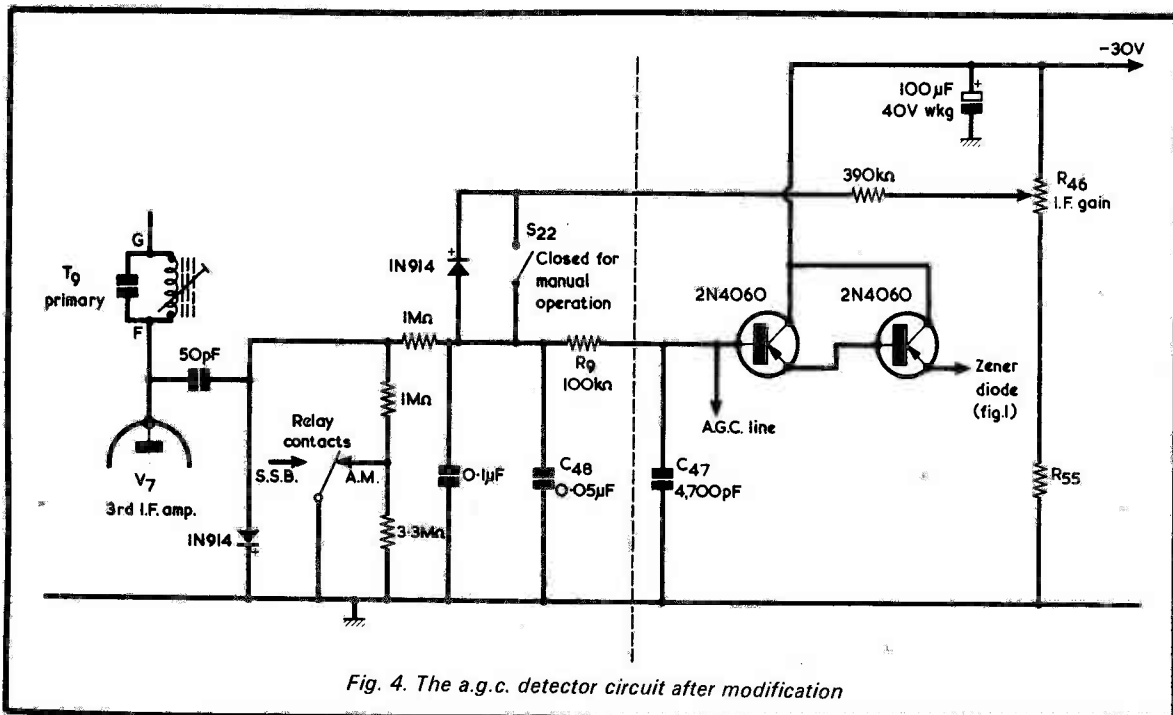 -30V
100µF
40V wkg
+
390kΩ
R46
I.F. gain
G
T9
primary
F
+
IN914
S22
Closed for
manual
operation
2N4060
2N4060
50pF
1MΩ
R9
100kΩ
Zener
diode
(fig.1)
A.G.C. line
1MΩ
Relay
contacts
S.S.B.
A.M.
V7
3rd I.F. amp.
0·1µF
C48
0·05µF
C47
4,700pF
R55
IN914
+
3·3MΩ
Fig. 4. The a.g.c. detector circuit after modification